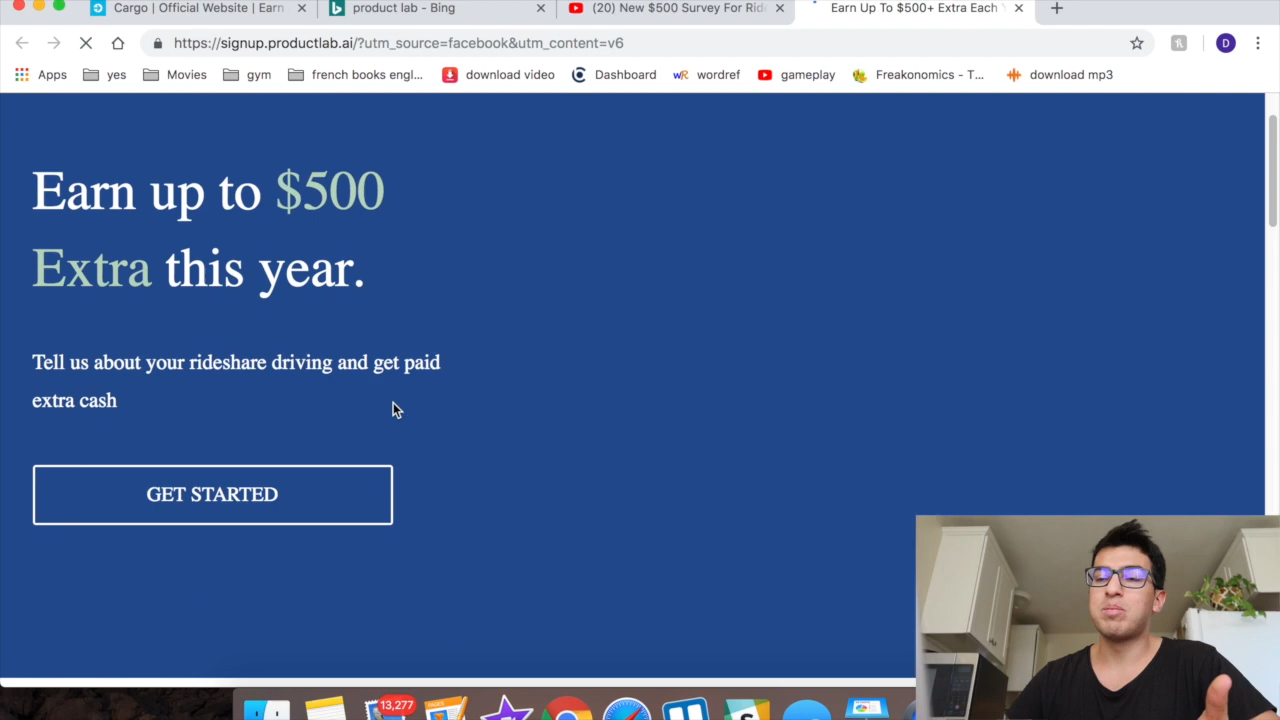 Cargo | Official Website | Earn
product lab - Bing
(20) New $500 Survey For Rid
Earn Up To $500+ Extra Each Y
https://signup.productlab.ai/?utm_source=facebook&utm_content=v6
D
Apps
yes
Movies
gym
french books engl...
download video
Dashboard
wR wordref
gameplay
Freakonomics - T...
download mp3
Earn up to $500
Extra this year.
Tell us about your rideshare driving and get paid
extra cash
GET STARTED
13,277
PAGES
S